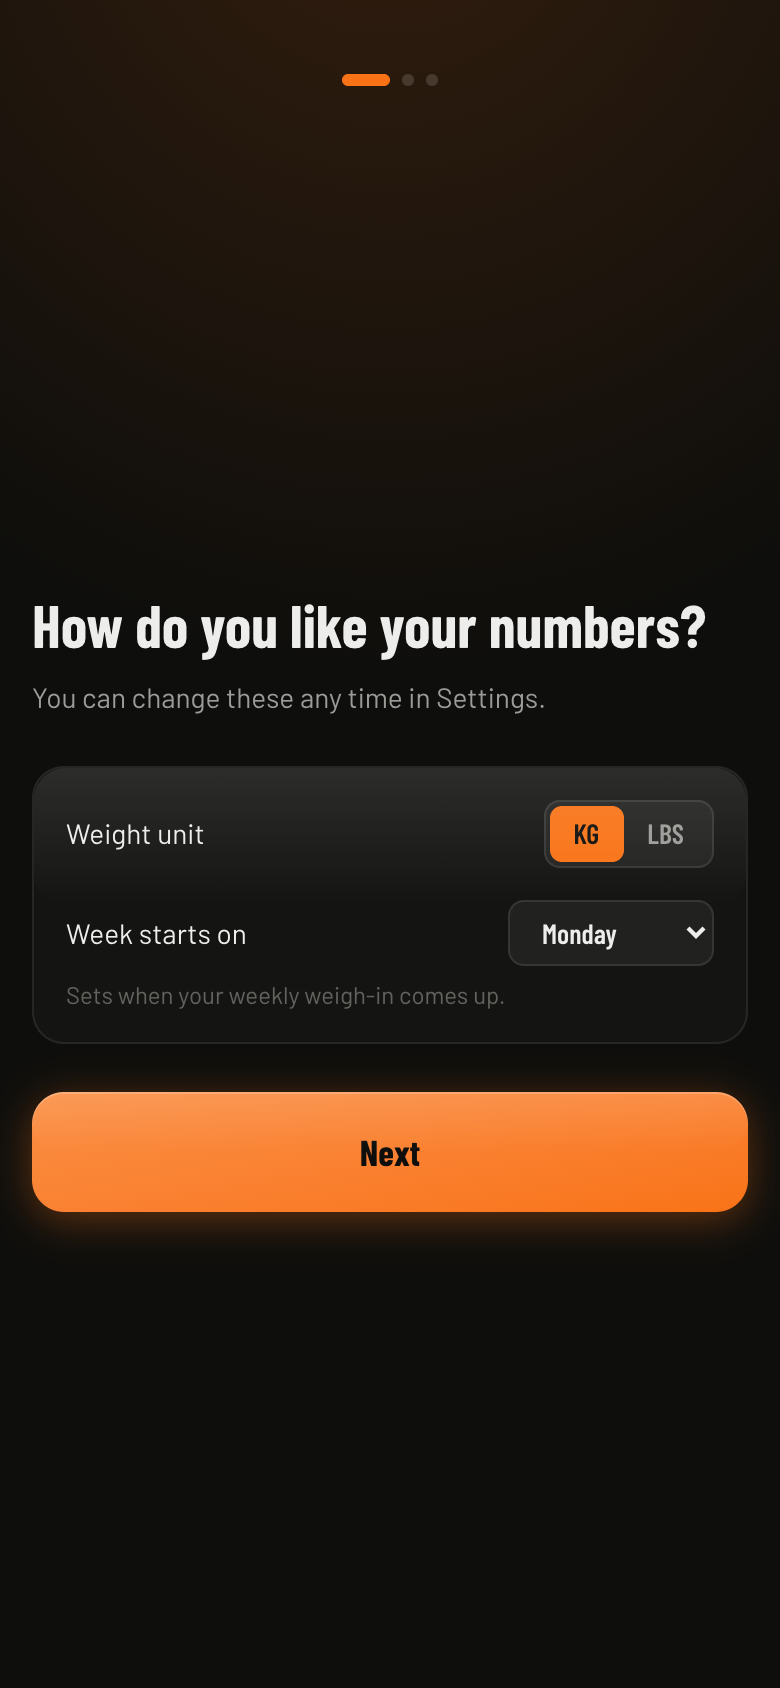 How do you like your numbers?
You can change these any time in Settings.
Weight unit
KG LBS
Week starts on
Monday
Sets when your weekly weigh-in comes up.
Next